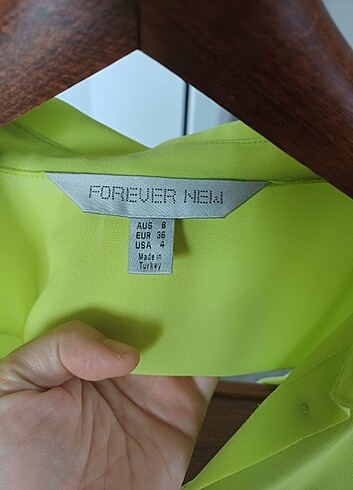 FOREVER NEW
AUS 8
EUR 36
USA 4
Made in
Turkey